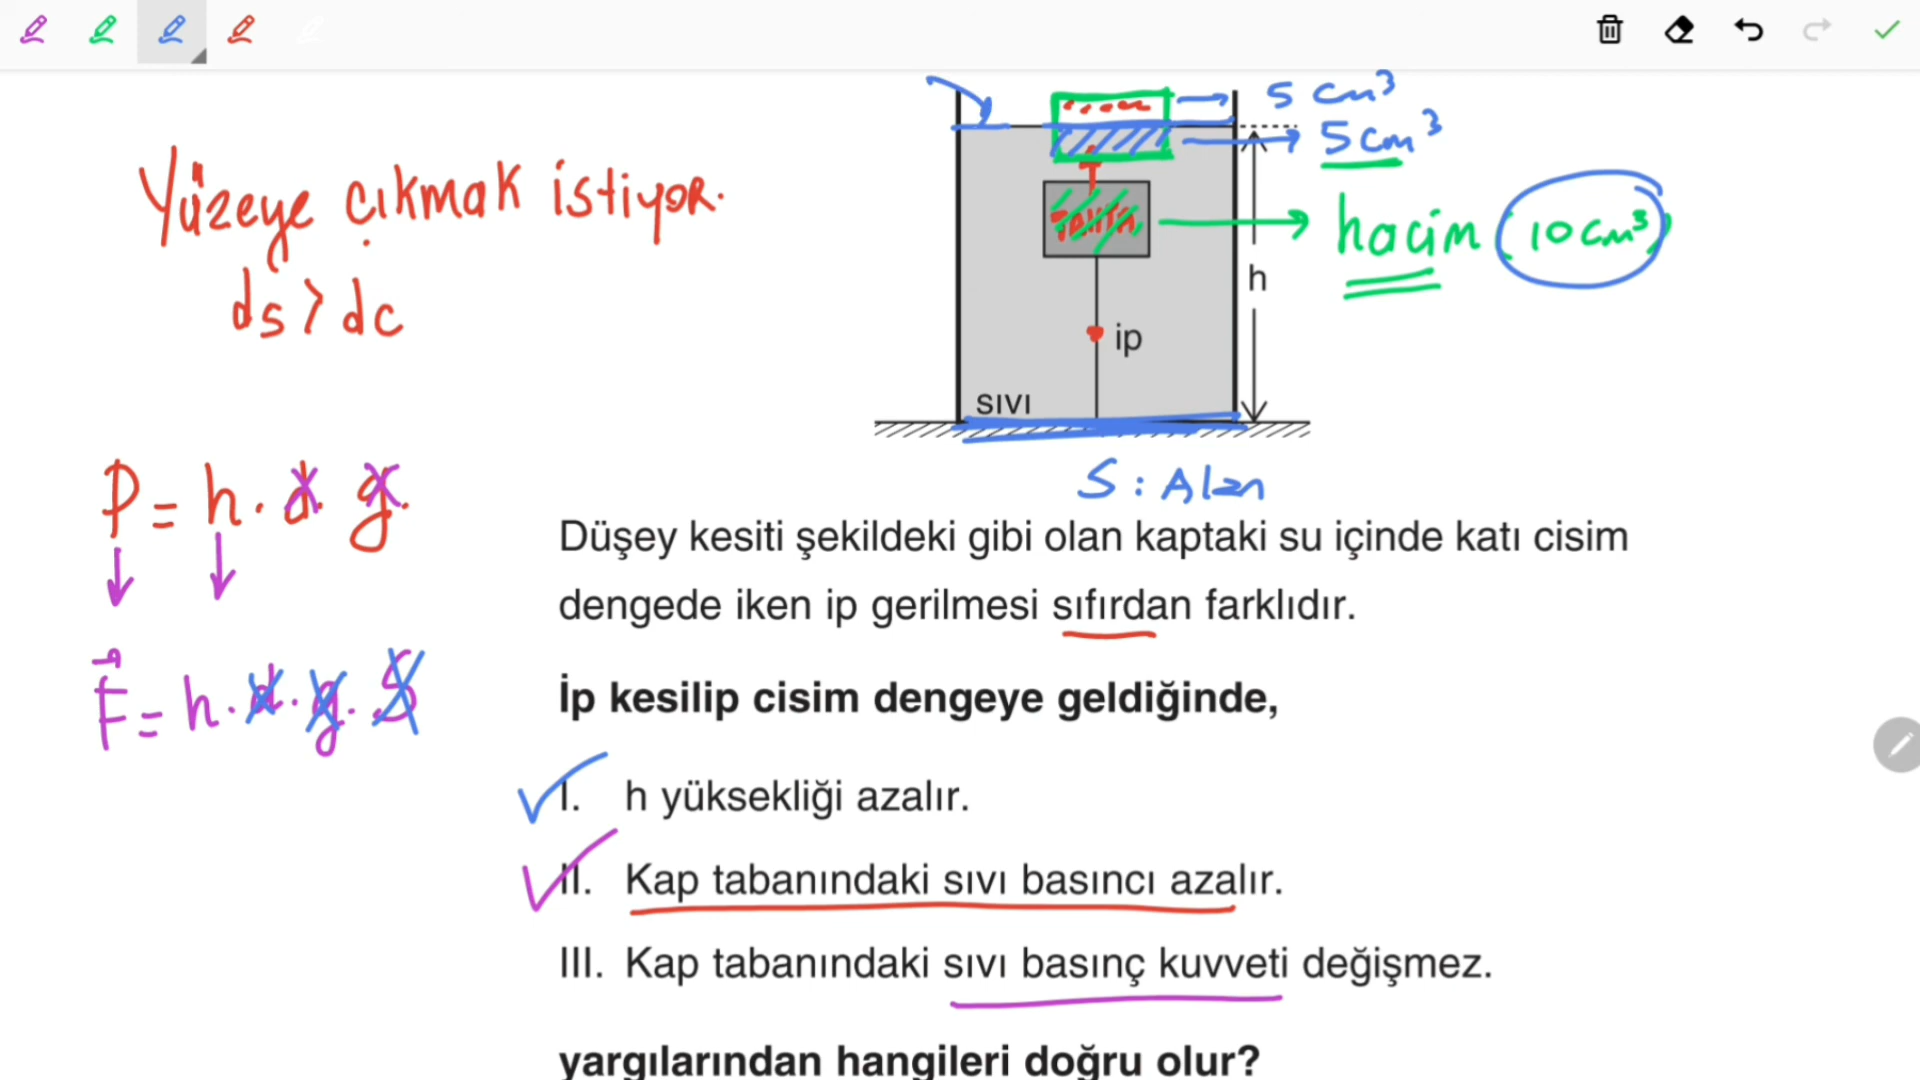 5 cm³
5 cm³
Yüzeye çıkmak istiyor.
ds > dc
TAHTA
hacim 10 cm³
h
ip
SIVI
S : Alan
P = h . d . g
F = h . d . g . S
Düşey kesiti şekildeki gibi olan kaptaki su içinde katı cisim
dengede iken ip gerilmesi sıfırdan farklıdır.
İp kesilip cisim dengeye geldiğinde,
I. h yüksekliği azalır.
II. Kap tabanındaki sıvı basıncı azalır.
III. Kap tabanındaki sıvı basınç kuvveti değişmez.
yargılarından hangileri doğru olur?